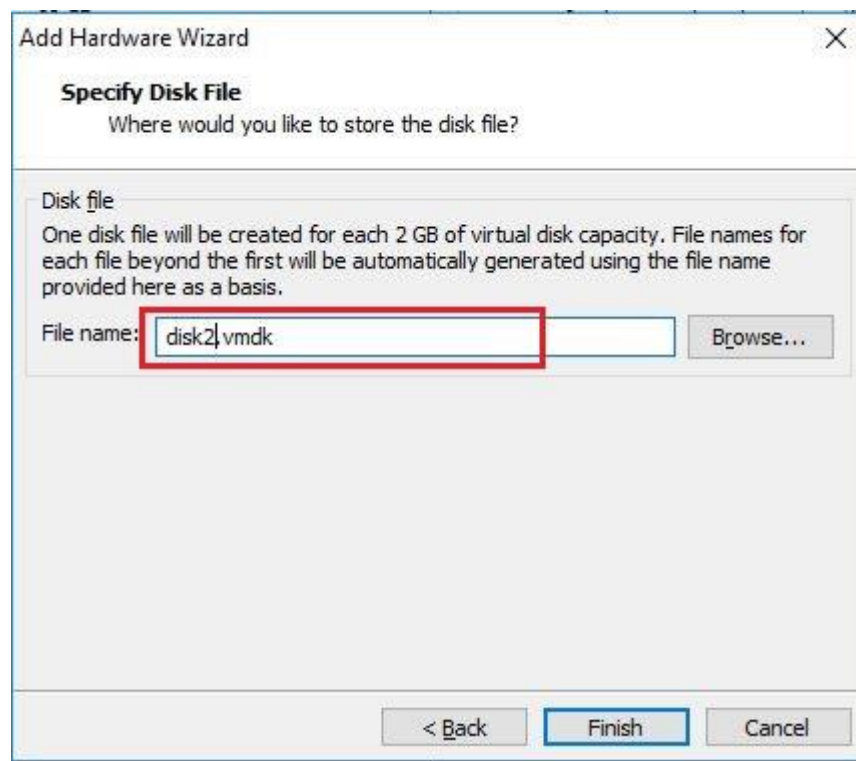 Add Hardware Wizard
Specify Disk File
Where would you like to store the disk file?
Disk file
One disk file will be created for each 2 GB of virtual disk capacity. File names for
each file beyond the first will be automatically generated using the file name
provided here as a basis.
File name: disk2.vmdk Browse...
< Back Finish Cancel